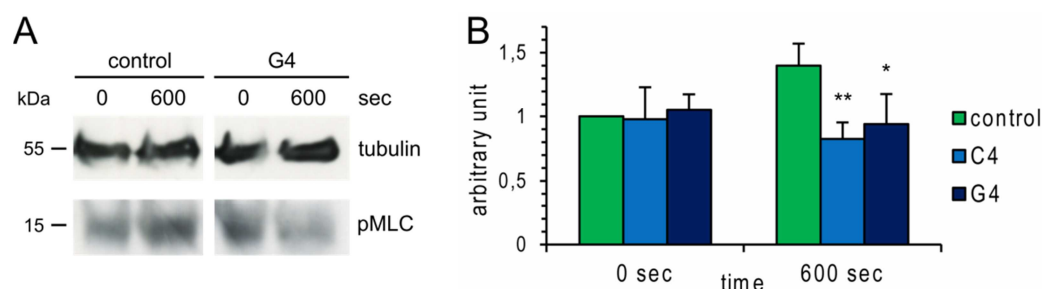 A
control G4
kDa 0 600 0 600 sec
55 tubulin
15 pMLC
B
arbitrary unit
1,5
1
0,5
0
** *
0 sec 600 sec
time
control
C4
G4